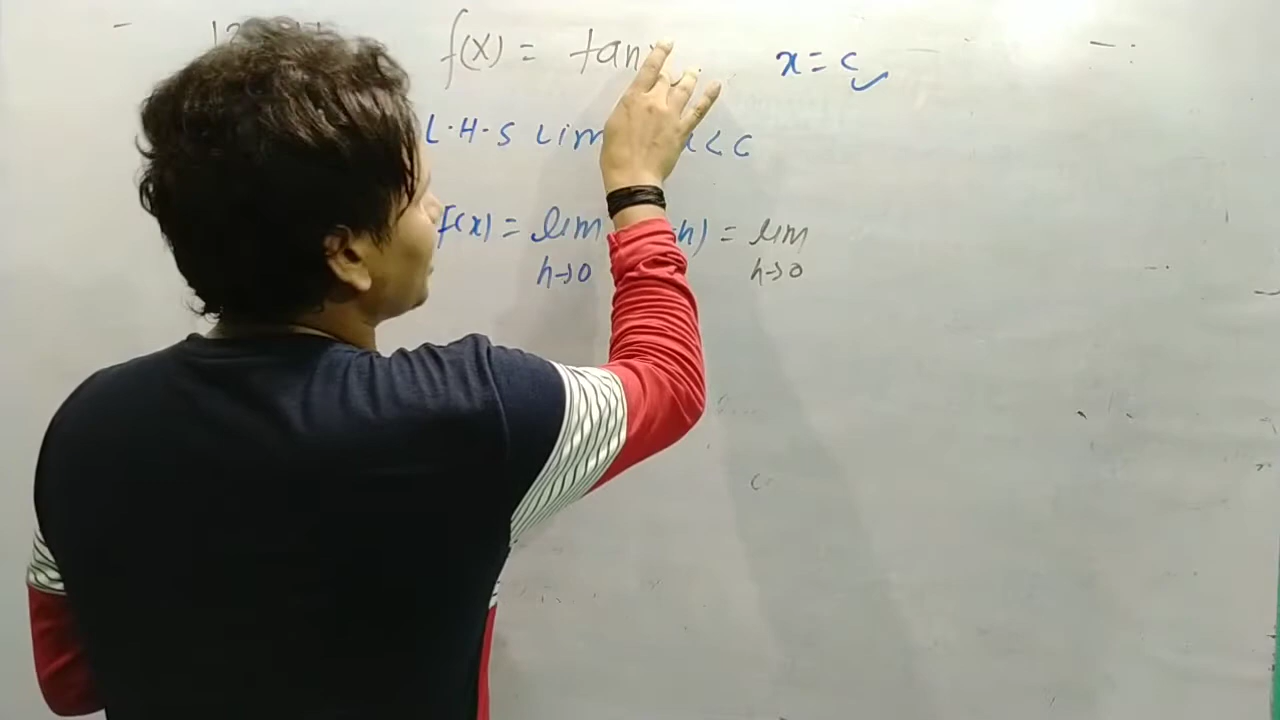 f(x) = tan x = c
L.H.S Lim < c
f(x) = lim h) = lim
h→0 h→0